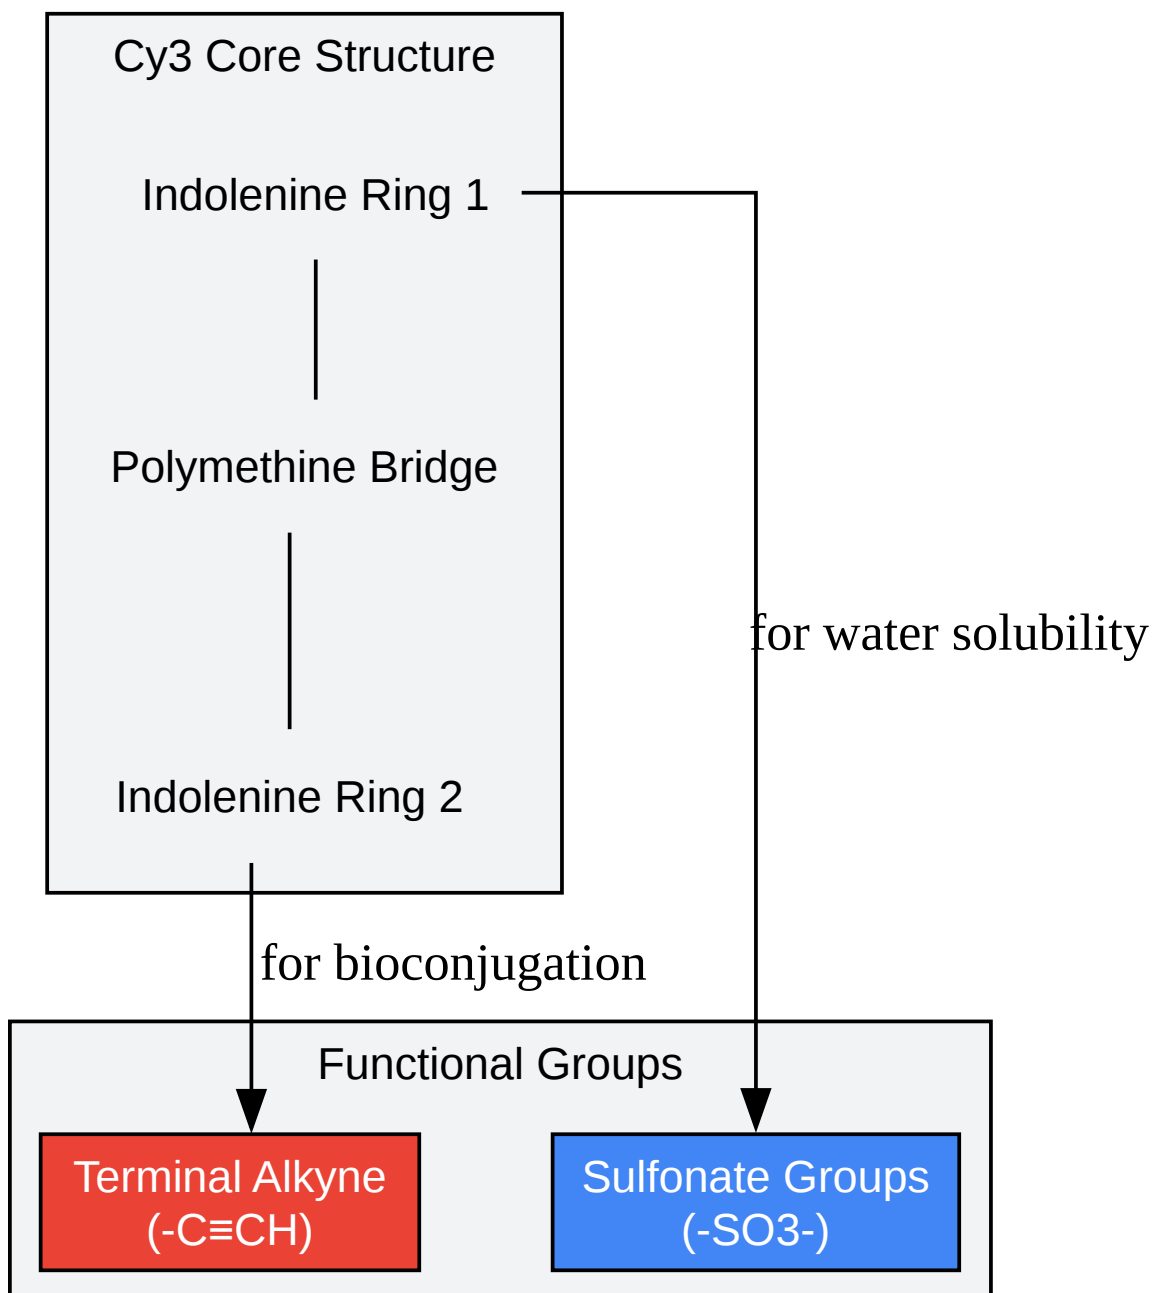 Cy3 Core Structure
Indolenine Ring 1
Polymethine Bridge
for water solubility
Indolenine Ring 2
for bioconjugation
Functional Groups
Terminal Alkyne
(-C≡CH)
Sulfonate Groups
(-SO3-)